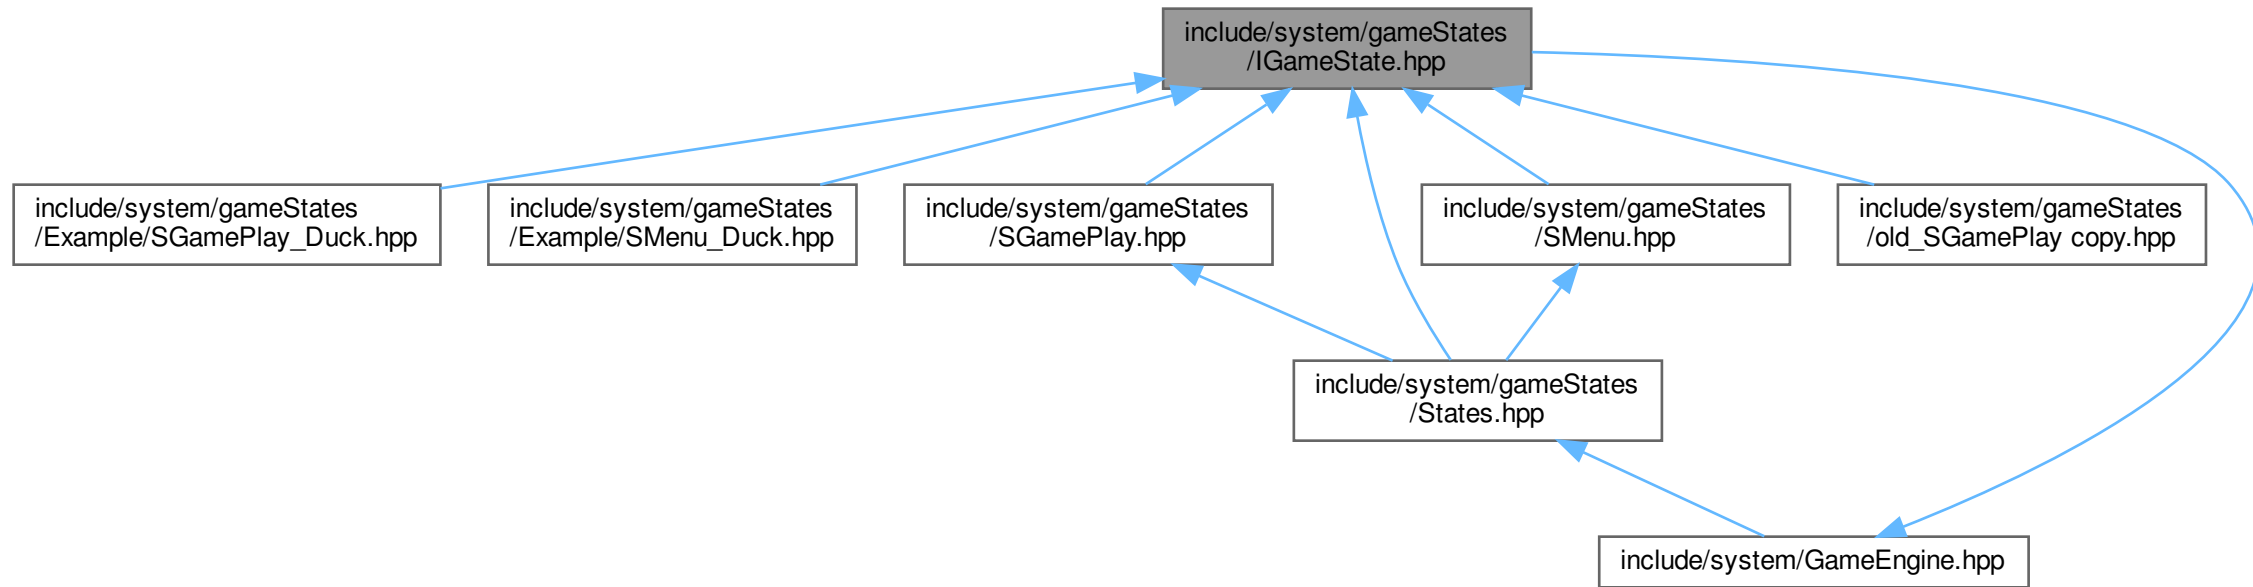 include/system/gameStates
/IGameState.hpp
include/system/gameStates
/Example/SGamePlay_Duck.hpp
include/system/gameStates
/Example/SMenu_Duck.hpp
include/system/gameStates
/SGamePlay.hpp
include/system/gameStates
/SMenu.hpp
include/system/gameStates
/old_SGamePlay copy.hpp
include/system/gameStates
/States.hpp
include/system/GameEngine.hpp